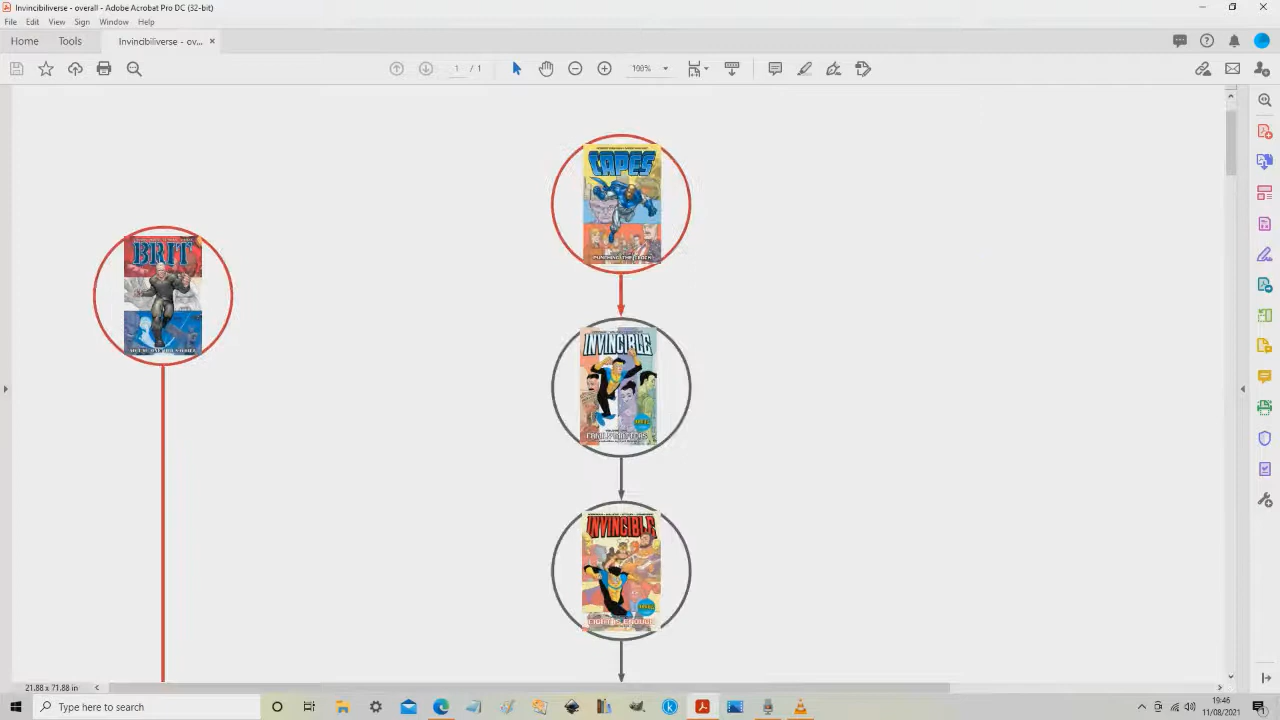 Invincibiliverse - overall - Adobe Acrobat Pro DC (32-bit)
File Edit View Sign Window Help
Home Tools Invincibiliverse - ov... ×
1 / 1 100%
CAPES
PUNCHING THE CLOCK
BRIT
INVINCIBLE
FAMILY MATTERS
INVINCIBLE
EIGHT IS ENOUGH
21.88 x 71.88 in
Type here to search
19:46
11/08/2021